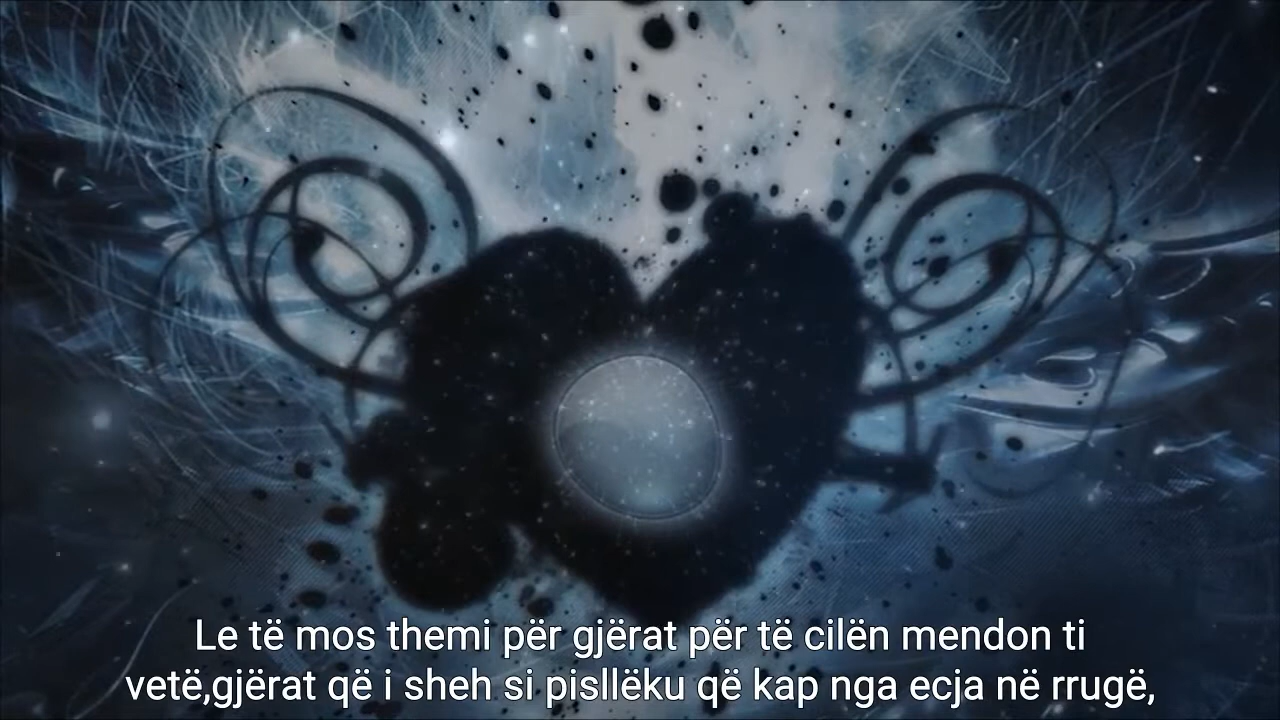 Le të mos themi për gjërat për të cilën mendon ti
vetë,gjërat që i sheh si pisllëku që kap nga ecja në rrugë,